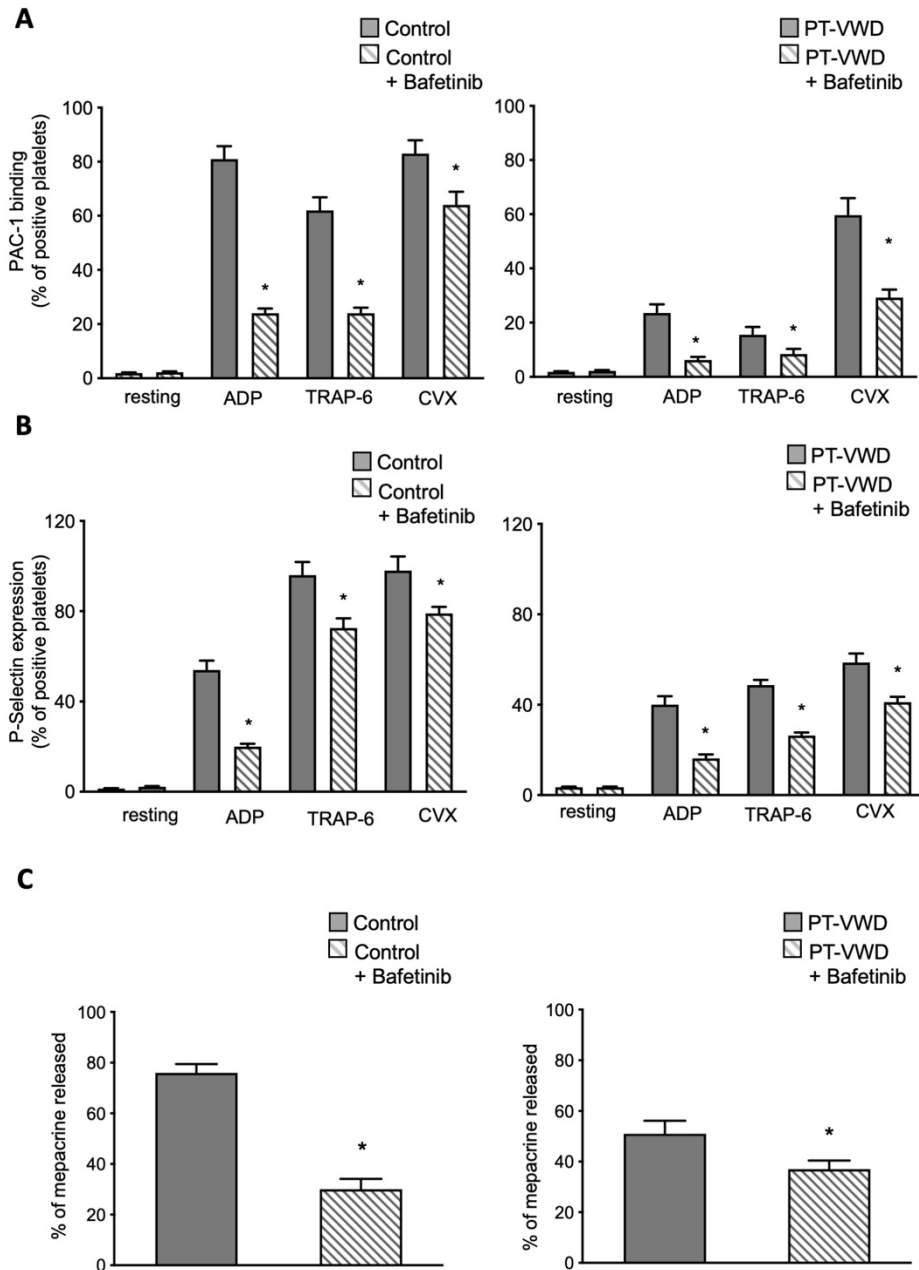 A
Control
Control
+ Bafetinib
PT-VWD
PT-VWD
+ Bafetinib
PAC-1 binding
(% of positive platelets)
100
80
60
40
20
0
*
*
*
resting
ADP
TRAP-6
CVX
100
80
60
40
20
0
*
*
*
resting
ADP
TRAP-6
CVX
B
Control
Control
+ Bafetinib
PT-VWD
PT-VWD
+ Bafetinib
P-Selectin expression
(% of positive platelets)
120
80
40
0
*
*
*
resting
ADP
TRAP-6
CVX
120
80
40
0
*
*
*
resting
ADP
TRAP-6
CVX
C
Control
Control
+ Bafetinib
PT-VWD
PT-VWD
+ Bafetinib
% of mepacrine released
100
80
60
40
20
0
*
% of mepacrine released
100
80
60
40
20
0
*